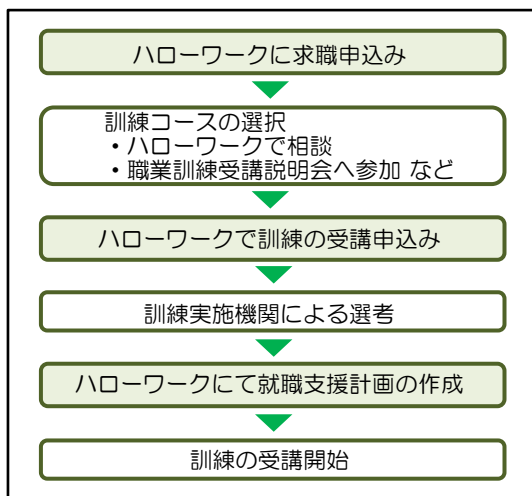 ハローワークに求職申込み
訓練コースの選択
・ハローワークで相談
・職業訓練受講説明会へ参加 など
ハローワークで訓練の受講申込み
訓練実施機関による選考
ハローワークにて就職支援計画の作成
訓練の受講開始